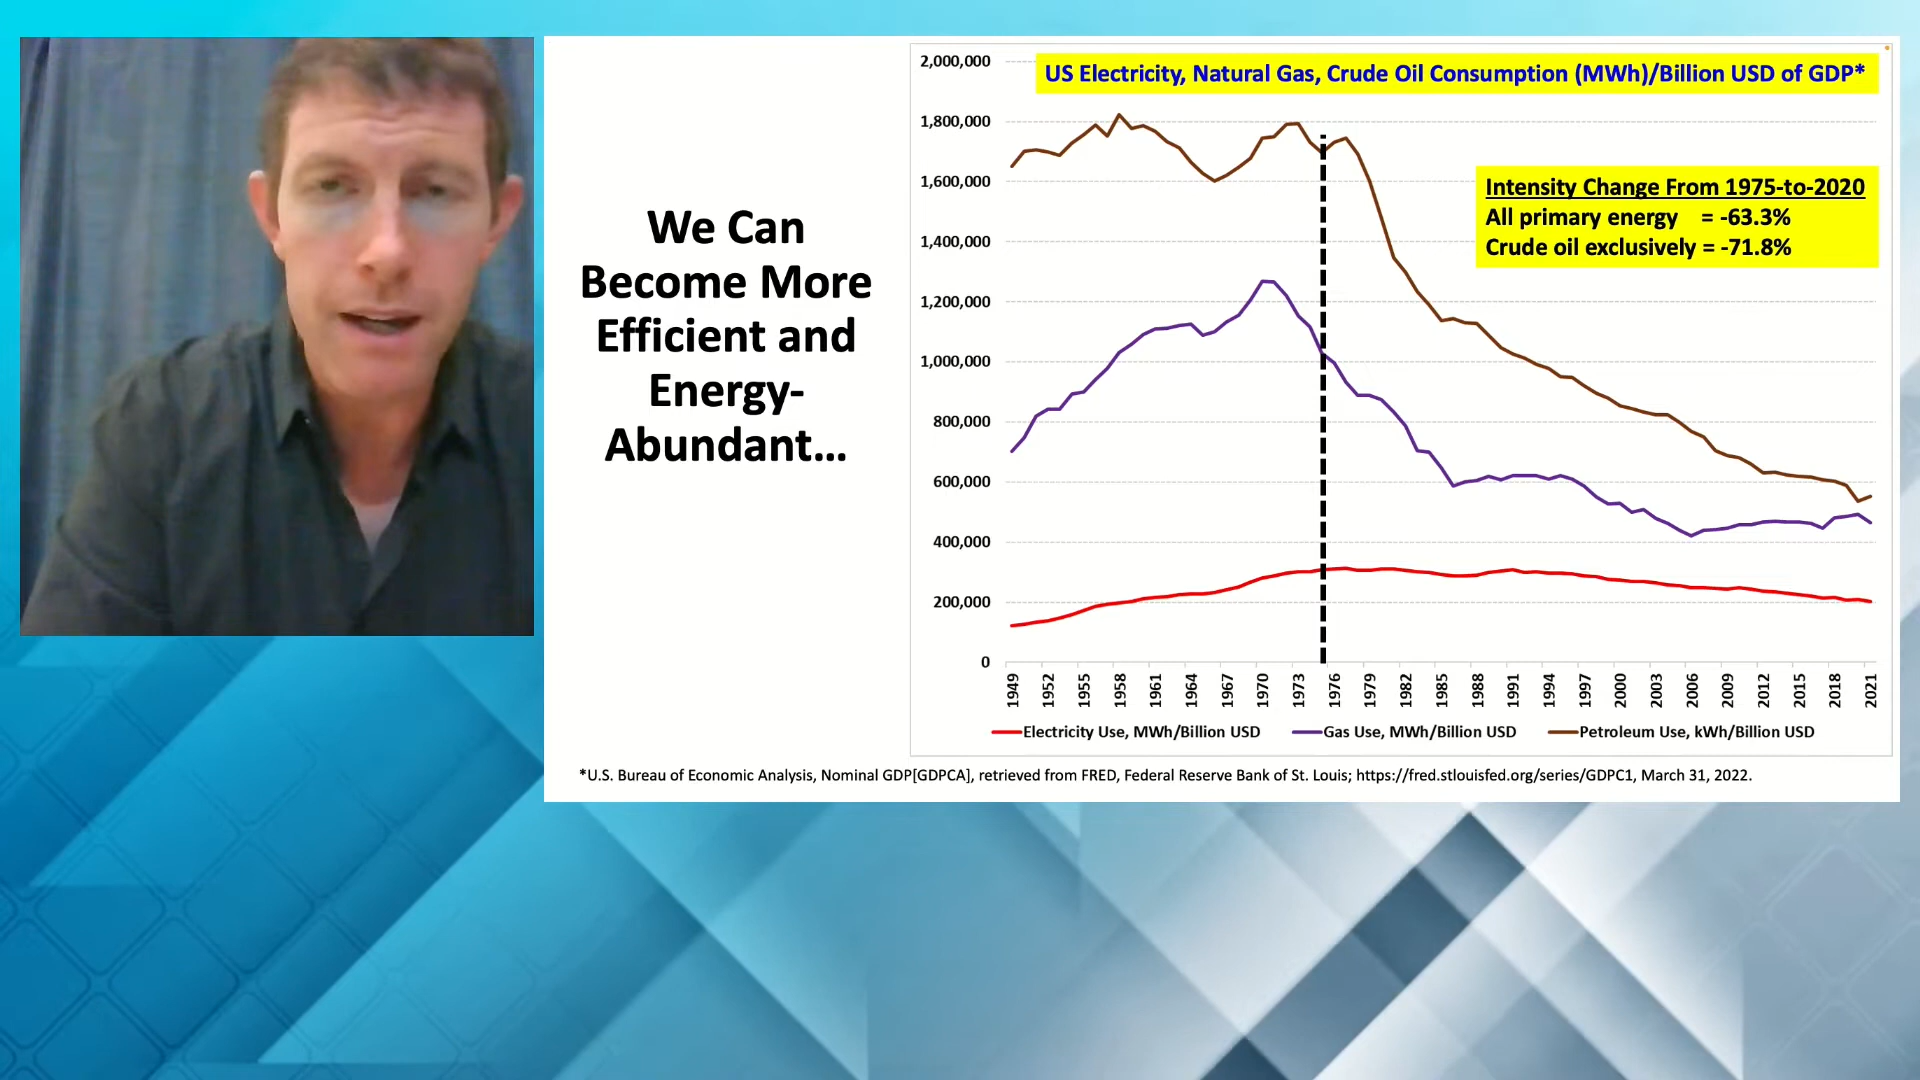 We Can
Become More
Efficient and
Energy-
Abundant...
US Electricity, Natural Gas, Crude Oil Consumption (MWh)/Billion USD of GDP*
Intensity Change From 1975-to-2020
All primary energy = -63.3%
Crude oil exclusively = -71.8%
2,000,000
1,800,000
1,600,000
1,400,000
1,200,000
1,000,000
800,000
600,000
400,000
200,000
0
1949
1952
1955
1958
1961
1964
1967
1970
1973
1976
1979
1982
1985
1988
1991
1994
1997
2000
2003
2006
2009
2012
2015
2018
2021
Electricity Use, MWh/Billion USD
Gas Use, MWh/Billion USD
Petroleum Use, kWh/Billion USD
*U.S. Bureau of Economic Analysis, Nominal GDP[GDPCA], retrieved from FRED, Federal Reserve Bank of St. Louis; https://fred.stlouisfed.org/series/GDPC1, March 31, 2022.